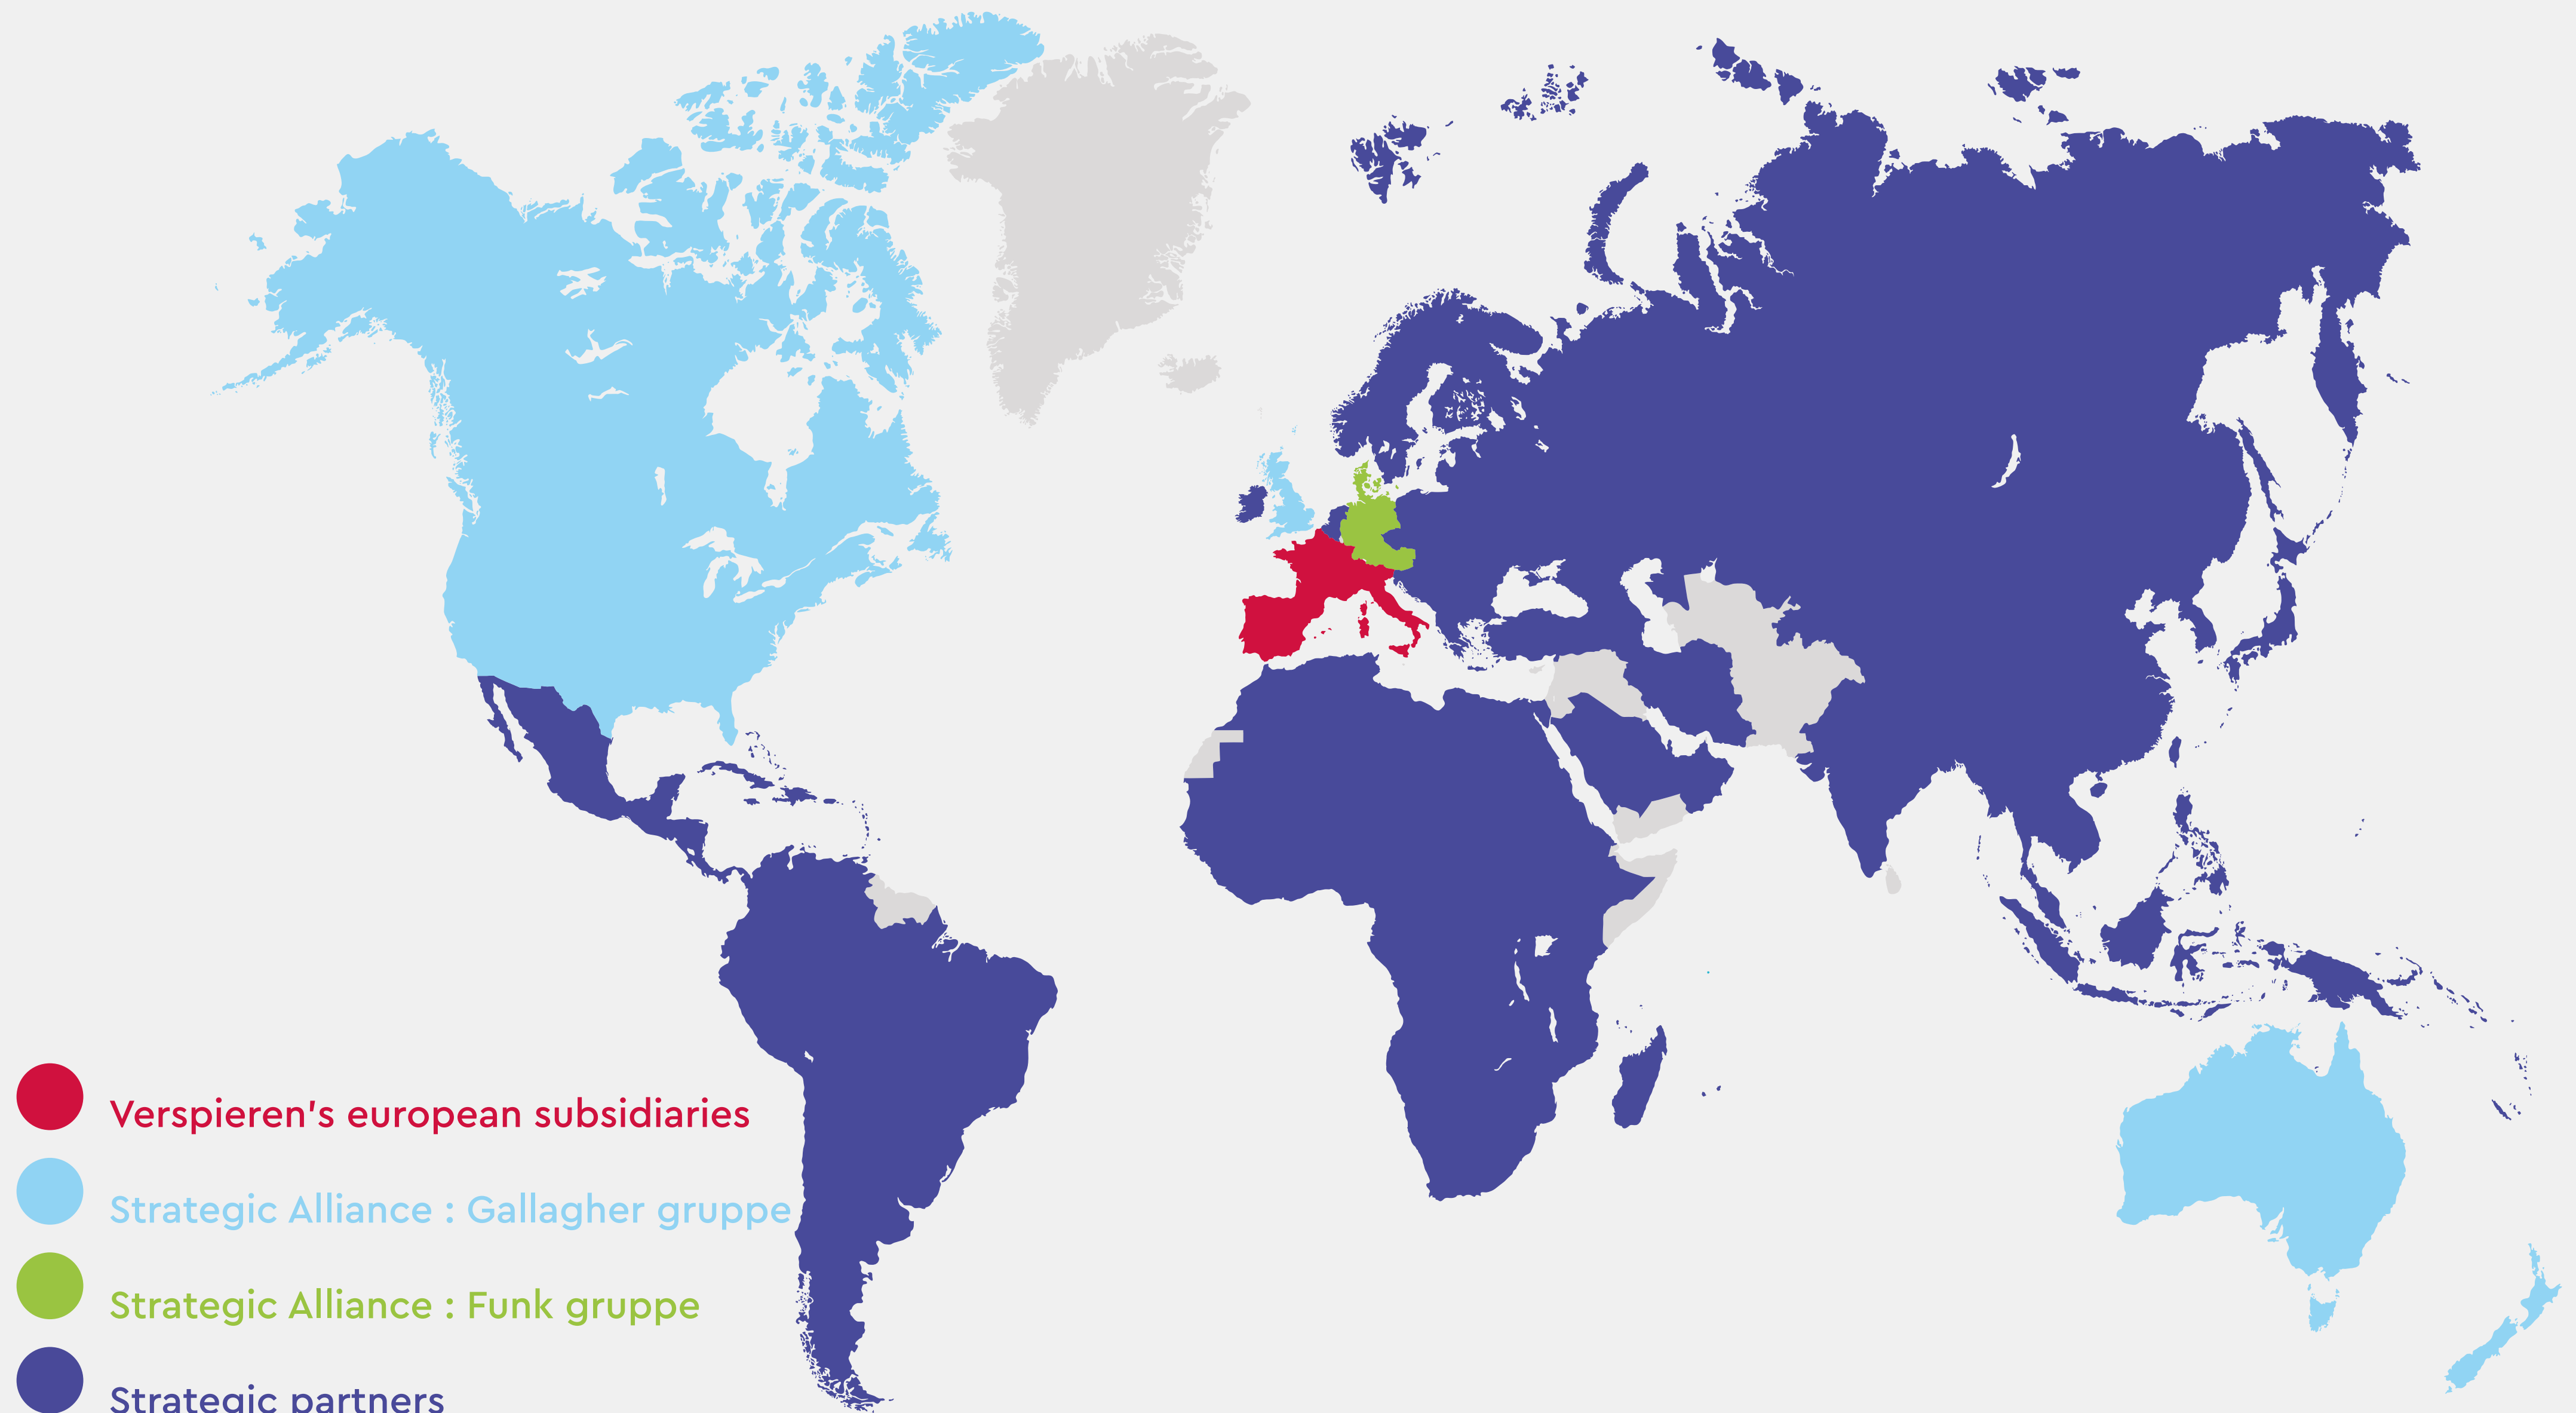 Verspieren's european subsidiaries
Strategic Alliance : Gallagher gruppe
Strategic Alliance : Funk gruppe
Strategic partners